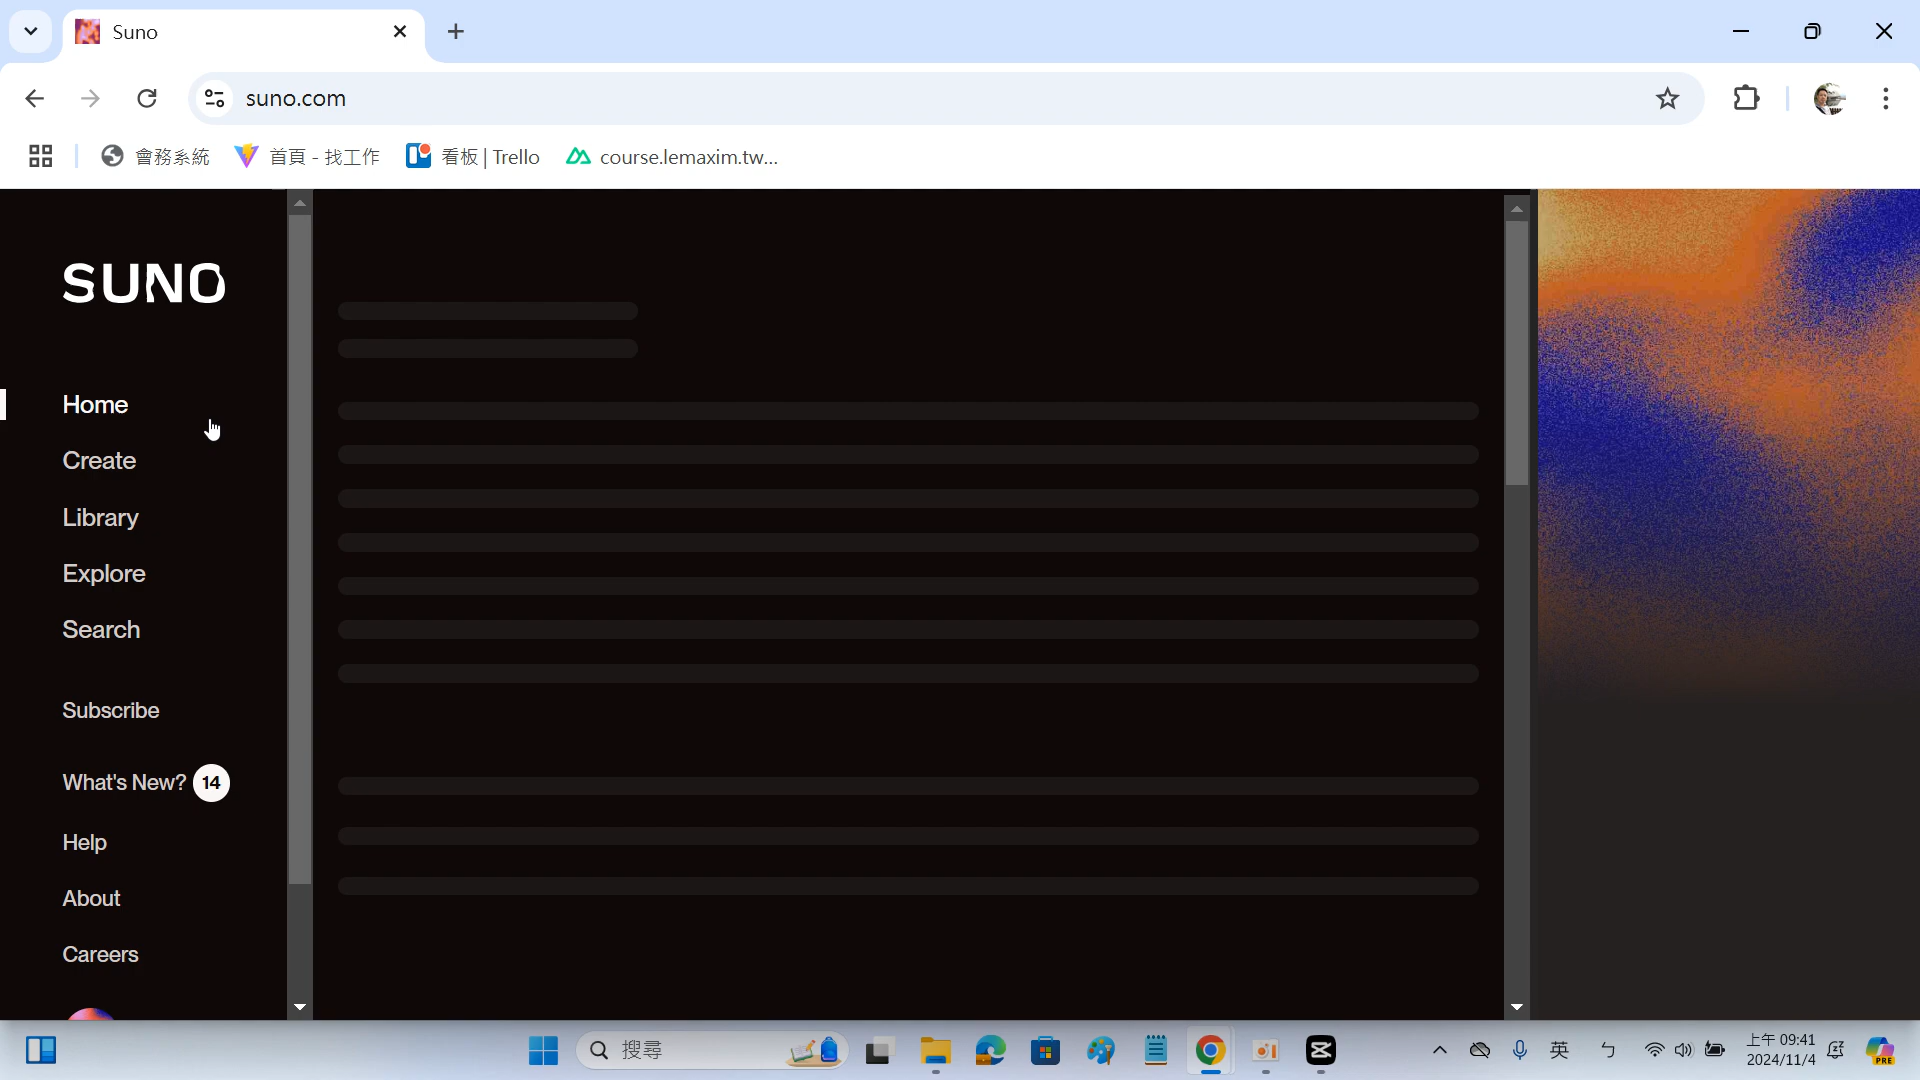 Suno
suno.com
會務系統
首頁 - 找工作
看板 | Trello
course.lemaxim.tw...
SUNO
Home
Create
Library
Explore
Search
Subscribe
What's New? 14
Help
About
Careers
搜尋
英
ㄅ
上午 09:41
2024/11/4
PRE